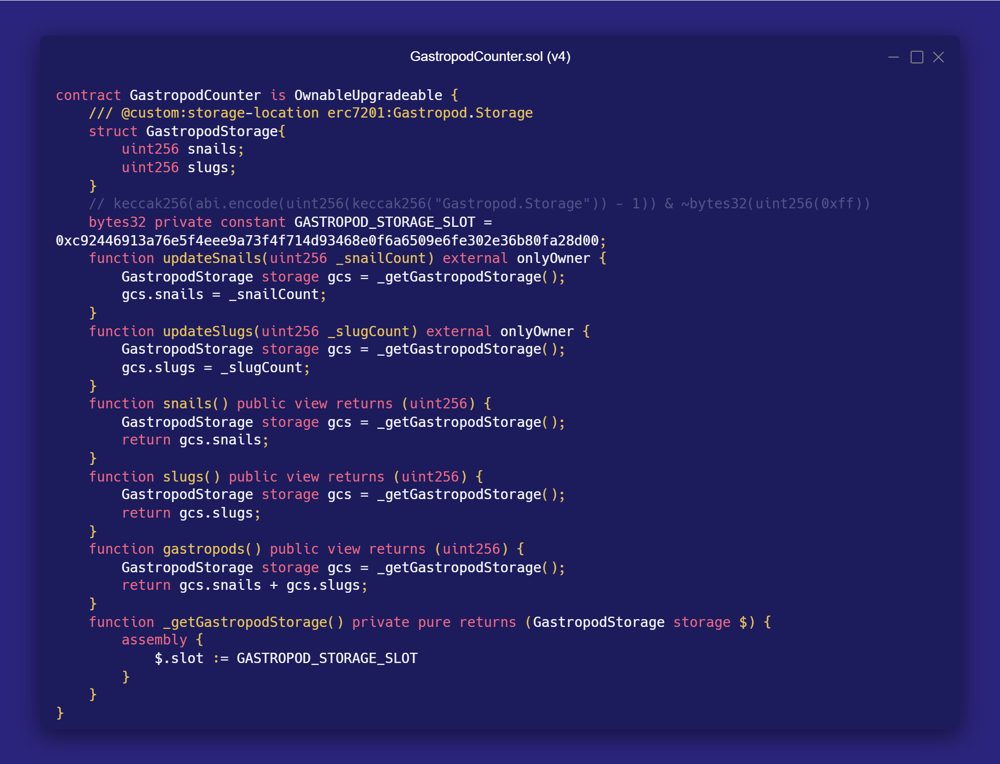 GastropodCounter.sol (v4)
contract GastropodCounter is OwnableUpgradeable {
    /// @custom:storage-location erc7201:Gastropod.Storage
    struct GastropodStorage{
        uint256 snails;
        uint256 slugs;
    }
    // keccak256(abi.encode(uint256(keccak256("Gastropod.Storage")) - 1)) & ~bytes32(uint256(0xff))
    bytes32 private constant GASTROPOD_STORAGE_SLOT =
0xc92446913a76e5f4eee9a73f4f714d93468e0f6a6509e6fe302e36b80fa28d00;
    function updateSnails(uint256 _snailCount) external onlyOwner {
        GastropodStorage storage gcs = _getGastropodStorage();
        gcs.snails = _snailCount;
    }
    function updateSlugs(uint256 _slugCount) external onlyOwner {
        GastropodStorage storage gcs = _getGastropodStorage();
        gcs.slugs = _slugCount;
    }
    function snails() public view returns (uint256) {
        GastropodStorage storage gcs = _getGastropodStorage();
        return gcs.snails;
    }
    function slugs() public view returns (uint256) {
        GastropodStorage storage gcs = _getGastropodStorage();
        return gcs.slugs;
    }
    function gastropods() public view returns (uint256) {
        GastropodStorage storage gcs = _getGastropodStorage();
        return gcs.snails + gcs.slugs;
    }
    function _getGastropodStorage() private pure returns (GastropodStorage storage $) {
        assembly {
            $.slot := GASTROPOD_STORAGE_SLOT
        }
    }
}